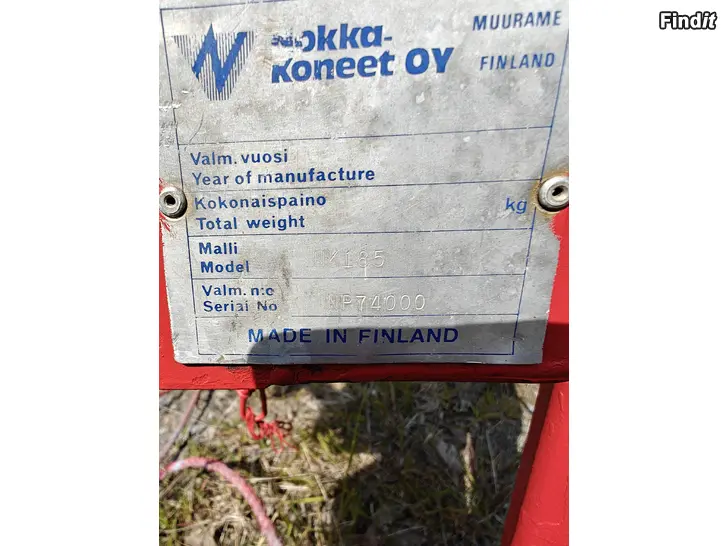 Findit
Nokka-
Koneet OY
MUURAME
FINLAND
Valm. vuosi
Year of manufacture
Kokonaispaino
Total weight
kg
Malli
Model
Valm. n:o
Serial No
MADE IN FINLAND